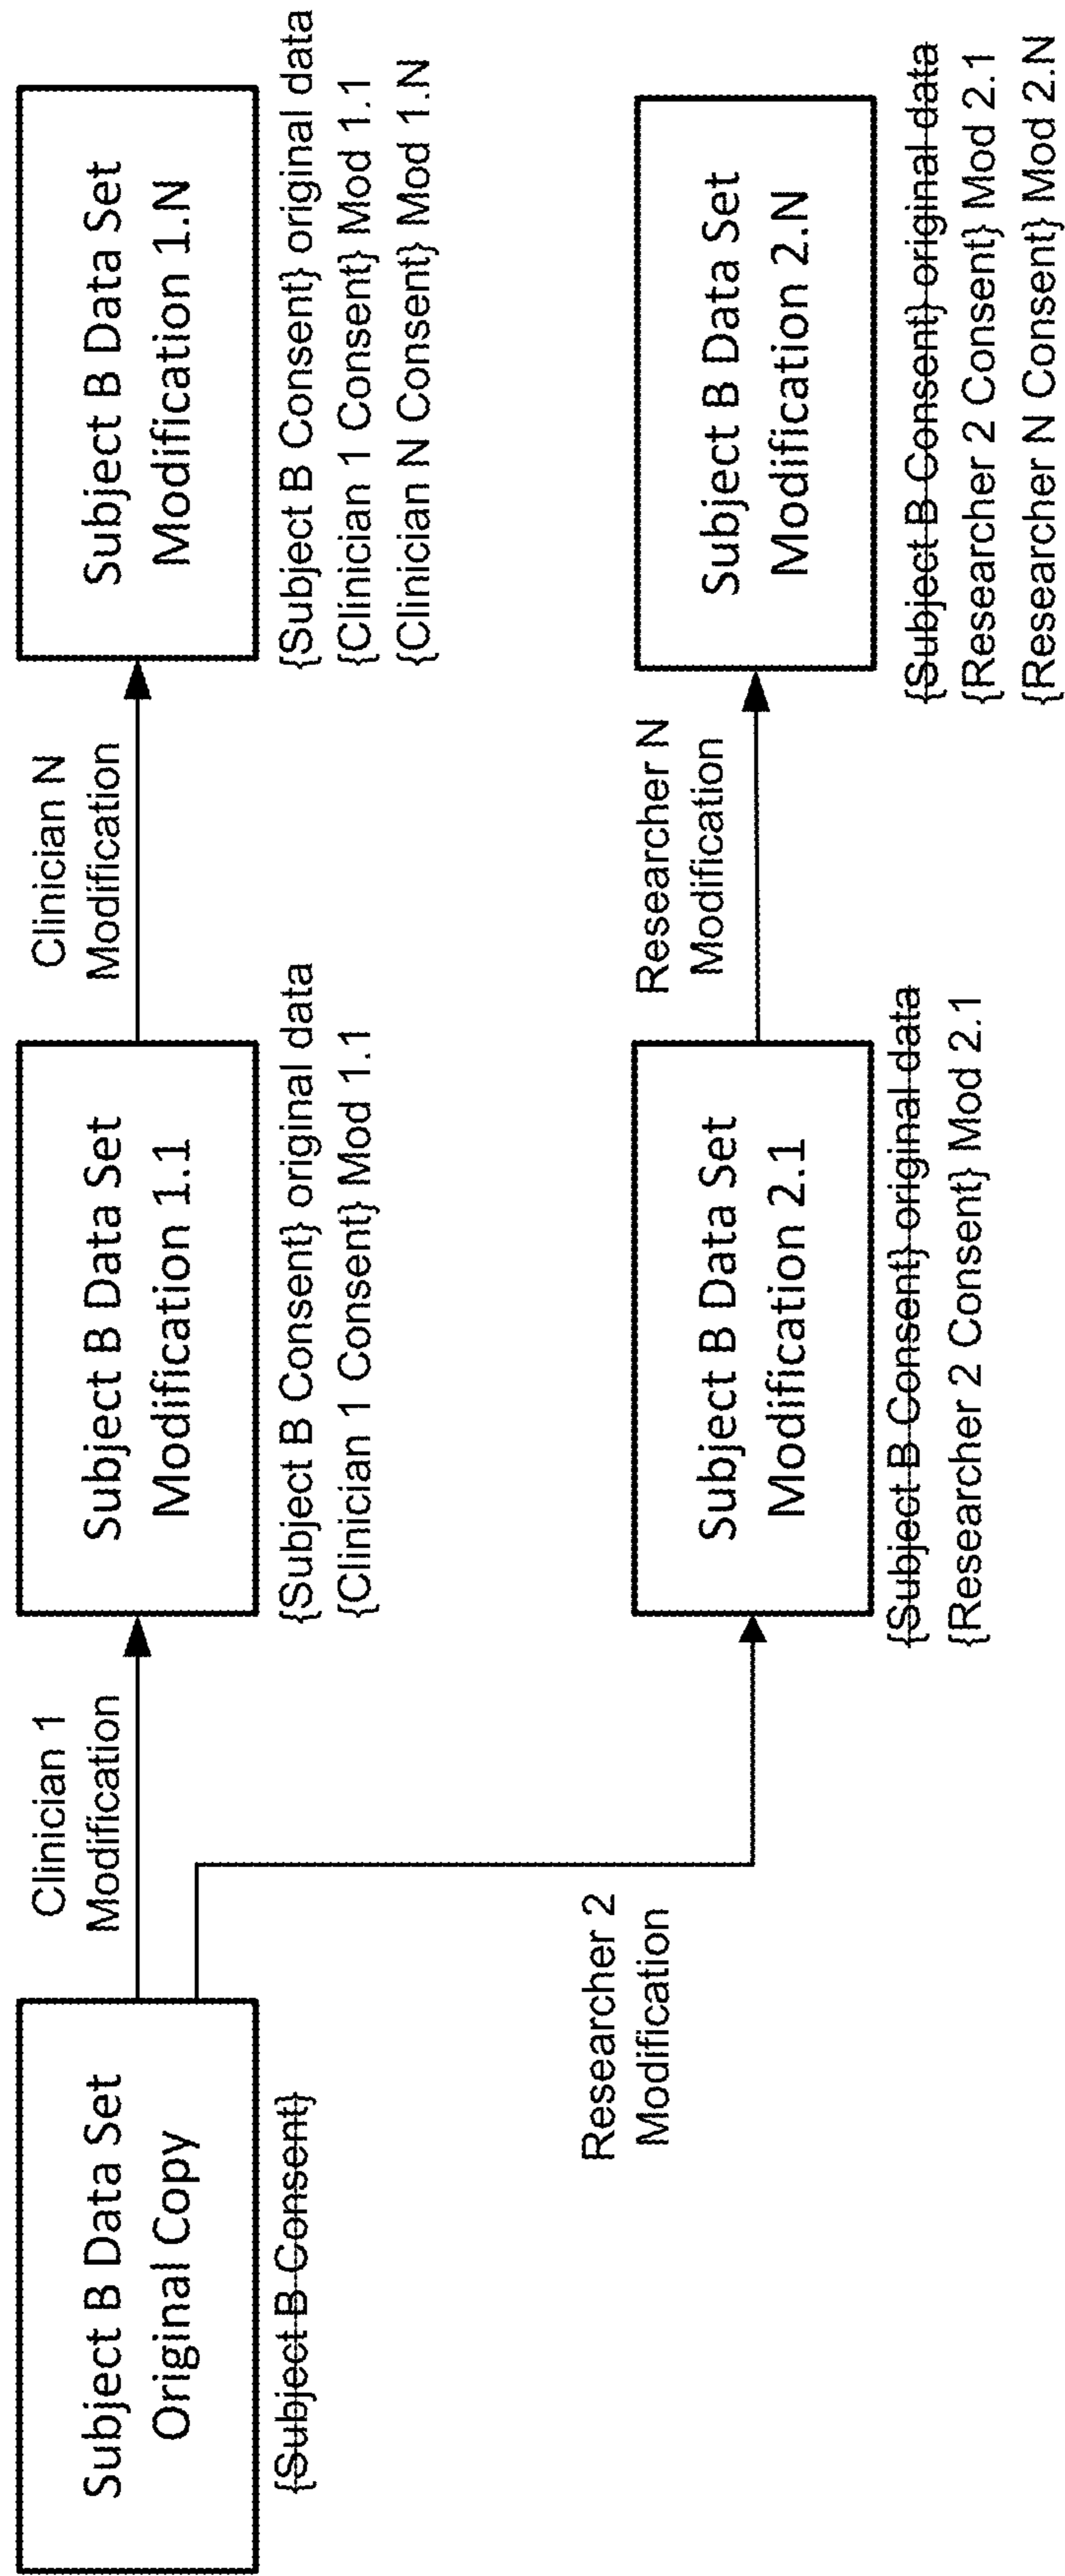 Subject B Data Set
Original Copy
{Subject B Consent}
Clinician 1
Modification
Subject B Data Set
Modification 1.1
{Subject B Consent} original data
{Clinician 1 Consent} Mod 1.1
Clinician N
Modification
Subject B Data Set
Modification 1.N
{Subject B Consent} original data
{Clinician 1 Consent} Mod 1.1
{Clinician N Consent} Mod 1.N
Researcher 2
Modification
Subject B Data Set
Modification 2.1
{Subject B Consent} original data
{Researcher 2 Consent} Mod 2.1
Researcher N
Modification
Subject B Data Set
Modification 2.N
{Subject B Consent} original data
{Researcher 2 Consent} Mod 2.1
{Researcher N Consent} Mod 2.N